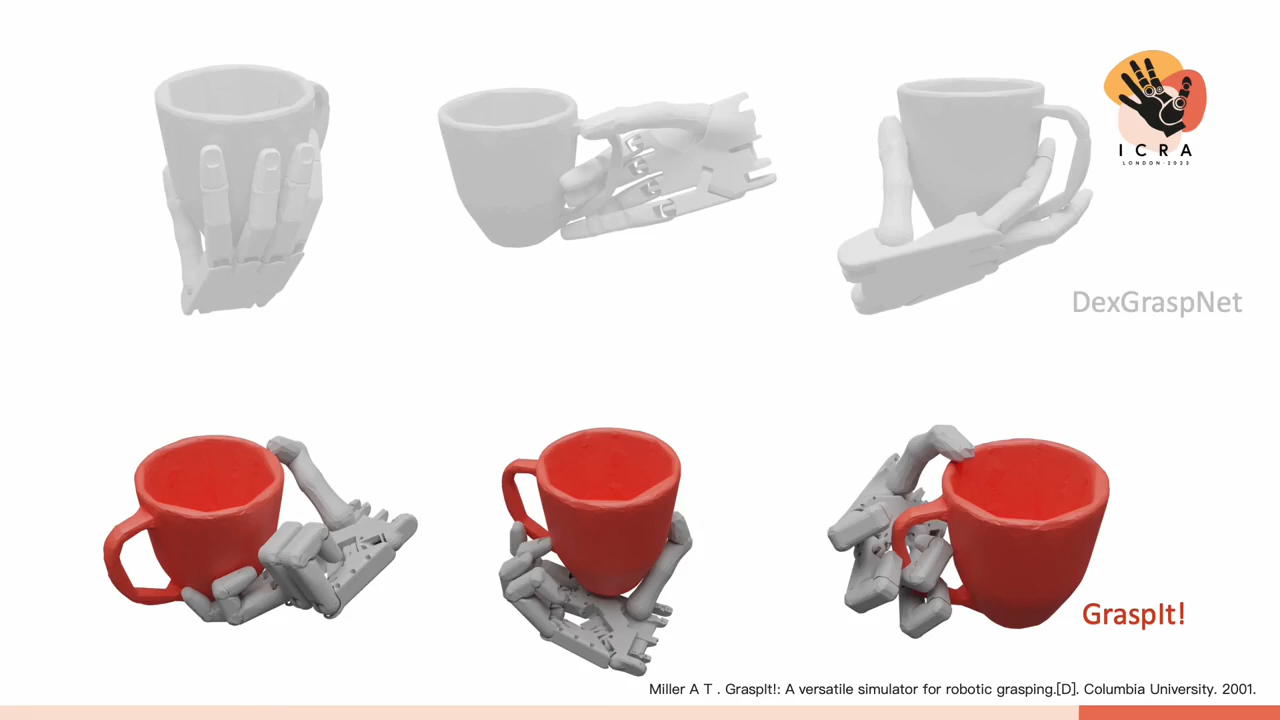 ICRA
LONDON·2023
DexGraspNet
GraspIt!
Miller A T . GraspIt!: A versatile simulator for robotic grasping.[D]. Columbia University. 2001.